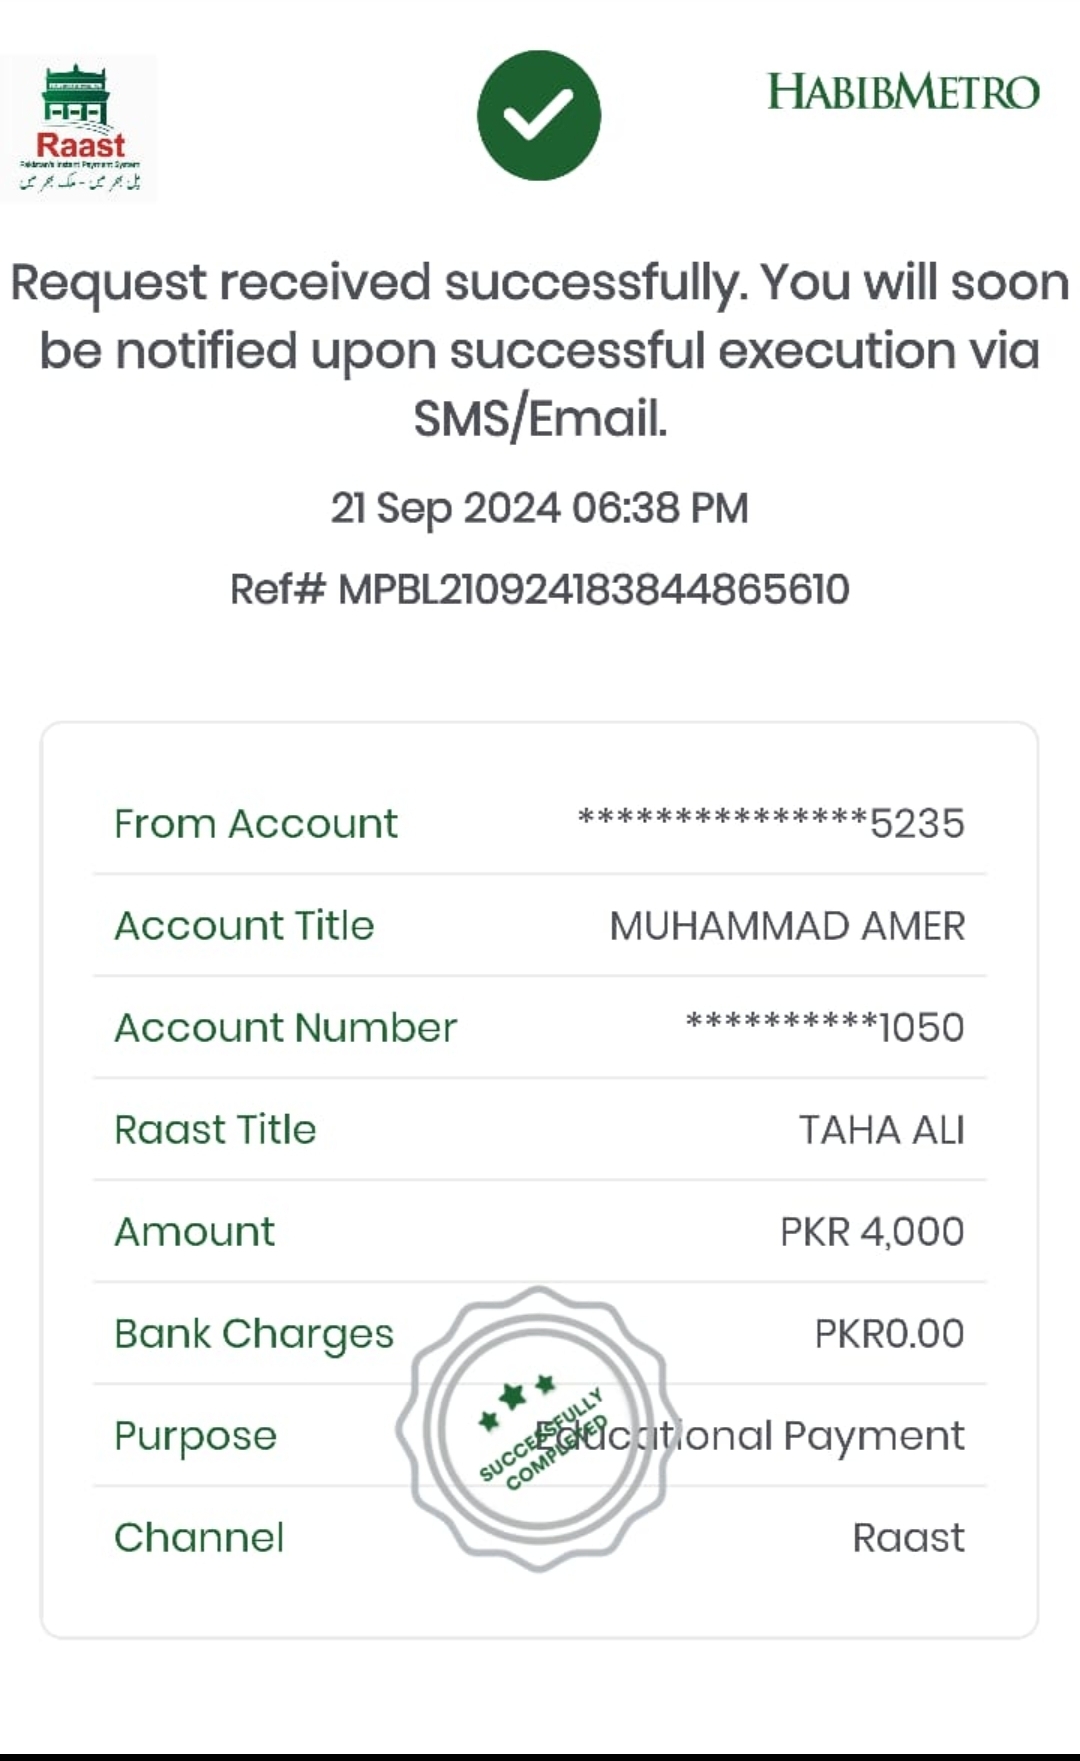 Raast
Pakistan's Instant Payment System
پل بھر میں - ملک بھر میں
HABIBMETRO
Request received successfully. You will soon
be notified upon successful execution via
SMS/Email.
21 Sep 2024 06:38 PM
Ref# MPBL210924183844865610
From Account ***************5235
Account Title MUHAMMAD AMER
Account Number **********1050
Raast Title TAHA ALI
Amount PKR 4,000
Bank Charges PKR0.00
Purpose Educational Payment
SUCCESSFULLY
COMPLETED
Channel Raast